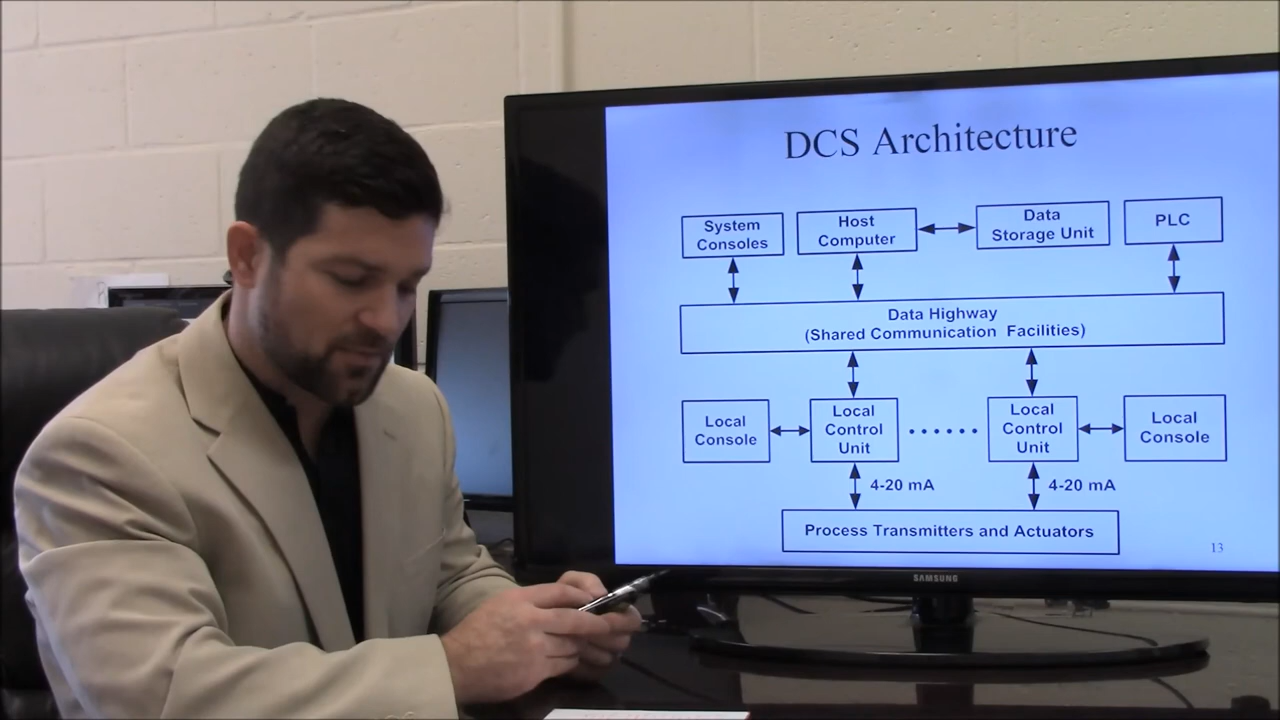 DCS Architecture
System
Consoles
Host
Computer
Data
Storage Unit
PLC
Data Highway
(Shared Communication Facilities)
Local
Console
Local
Control
Unit
Local
Control
Unit
Local
Console
4-20 mA
4-20 mA
Process Transmitters and Actuators
13
SAMSUNG